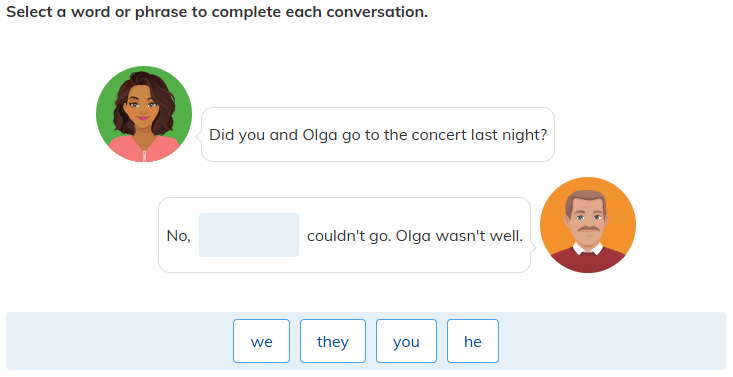 Select a word or phrase to complete each conversation.
Did you and Olga go to the concert last night?
No, couldn't go. Olga wasn't well.
we they you he